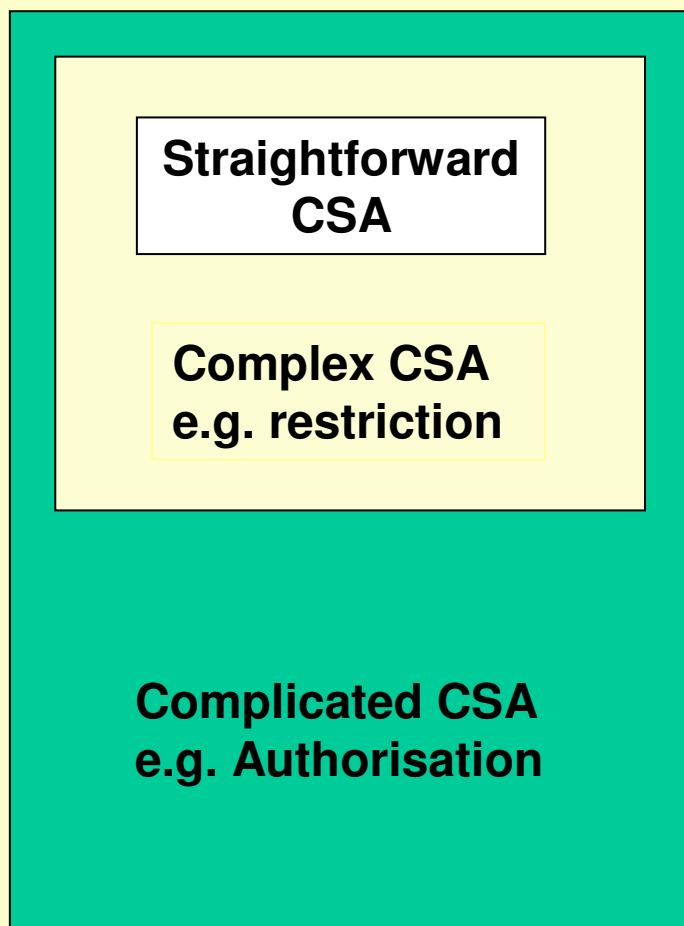 Straightforward
CSA
Complex CSA
e.g. restriction
Complicated CSA
e.g. Authorisation